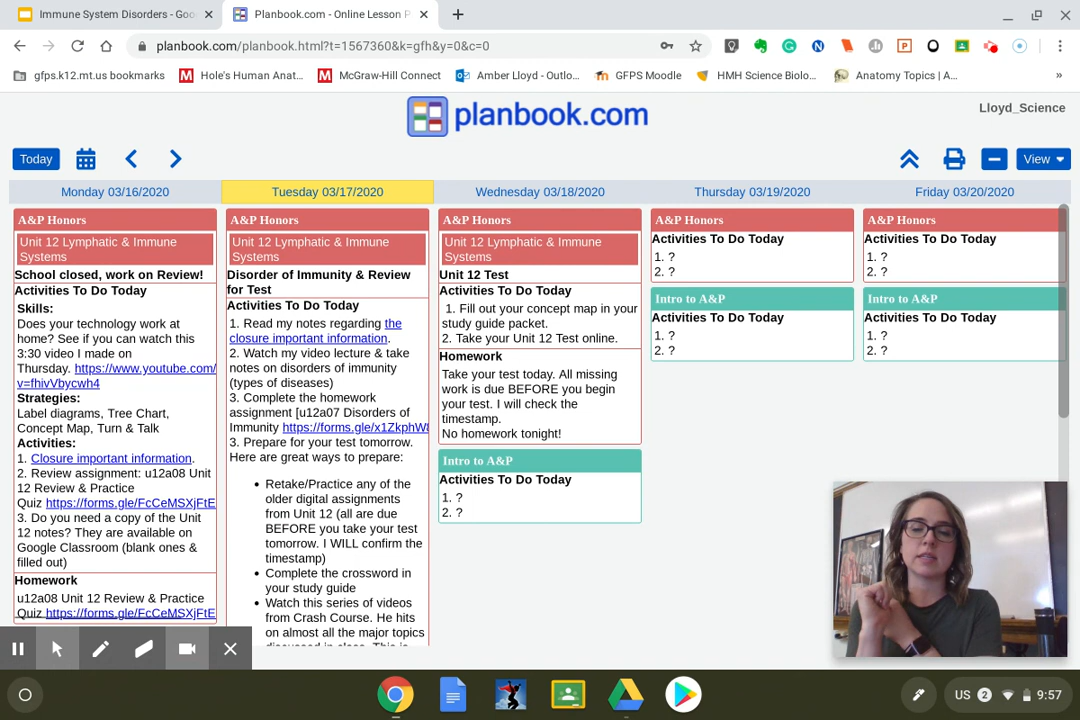 Immune System Disorders - Goo
Planbook.com - Online Lesson P
planbook.com/planbook.html?t=1567360&k=gfh&y=0&c=0
gfps.k12.mt.us bookmarks
Hole's Human Anat...
McGraw-Hill Connect
Amber Lloyd - Outlo...
GFPS Moodle
HMH Science Biolo...
Anatomy Topics | A...
planbook.com
Lloyd_Science
Today
View
Monday 03/16/2020
Tuesday 03/17/2020
Wednesday 03/18/2020
Thursday 03/19/2020
Friday 03/20/2020
A&P Honors
Unit 12 Lymphatic & Immune
Systems
School closed, work on Review!
Activities To Do Today
Skills:
Does your technology work at
home? See if you can watch this
3:30 video I made on
Thursday. https://www.youtube.com/
v=fhivVbycwh4
Strategies:
Label diagrams, Tree Chart,
Concept Map, Turn & Talk
Activities:
1. Closure important information.
2. Review assignment: u12a08 Unit
12 Review & Practice
Quiz https://forms.gle/FcCeMSXjFtE
3. Do you need a copy of the Unit
12 notes? They are available on
Google Classroom (blank ones &
filled out)
Homework
u12a08 Unit 12 Review & Practice
Quiz https://forms.gle/FcCeMSXjFtE
A&P Honors
Unit 12 Lymphatic & Immune
Systems
Disorder of Immunity & Review
for Test
Activities To Do Today
1. Read my notes regarding the
closure important information.
2. Watch my video lecture & take
notes on disorders of immunity
(types of diseases)
3. Complete the homework
assignment [u12a07 Disorders of
Immunity https://forms.gle/x1ZkphW8
3. Prepare for your test tomorrow.
Here are great ways to prepare:
Retake/Practice any of the
older digital assignments
from Unit 12 (all are due
BEFORE you take your test
tomorrow. I WILL confirm the
timestamp)
Complete the crossword in
your study guide
Watch this series of videos
from Crash Course. He hits
on almost all the major topics
discussed in class. This is
A&P Honors
Unit 12 Lymphatic & Immune
Systems
Unit 12 Test
Activities To Do Today
1. Fill out your concept map in your
study guide packet.
2. Take your Unit 12 Test online.
Homework
Take your test today. All missing
work is due BEFORE you begin
your test. I will check the
timestamp.
No homework tonight!
Intro to A&P
Activities To Do Today
1. ?
2. ?
A&P Honors
Activities To Do Today
1. ?
2. ?
Intro to A&P
Activities To Do Today
1. ?
2. ?
A&P Honors
Activities To Do Today
1. ?
2. ?
Intro to A&P
Activities To Do Today
1. ?
2. ?
US 2 9:57